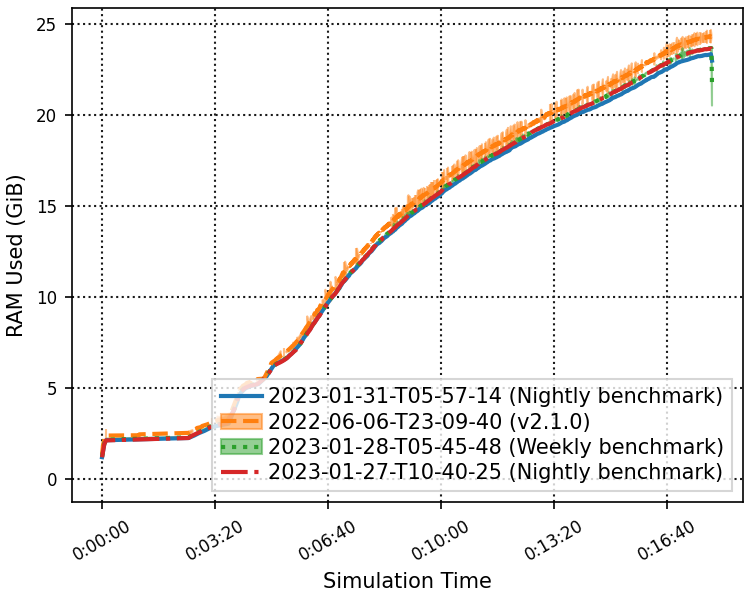 25
20
15
10
5
0
RAM Used (GiB)
2023-01-31-T05-57-14 (Nightly benchmark)
2022-06-06-T23-09-40 (v2.1.0)
2023-01-28-T05-45-48 (Weekly benchmark)
2023-01-27-T10-40-25 (Nightly benchmark)
0:00:00
0:03:20
0:06:40
0:10:00
0:13:20
0:16:40
Simulation Time